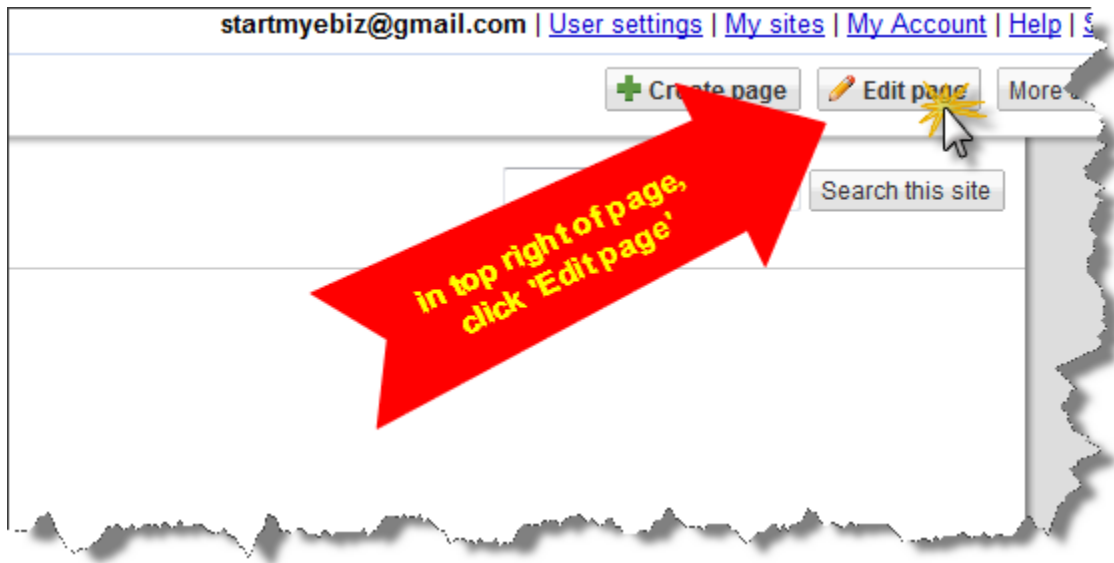 startmyebiz@gmail.com | User settings | My sites | My Account | Help |
Create page Edit page More
Search this site
in top right of page,
click 'Edit page'